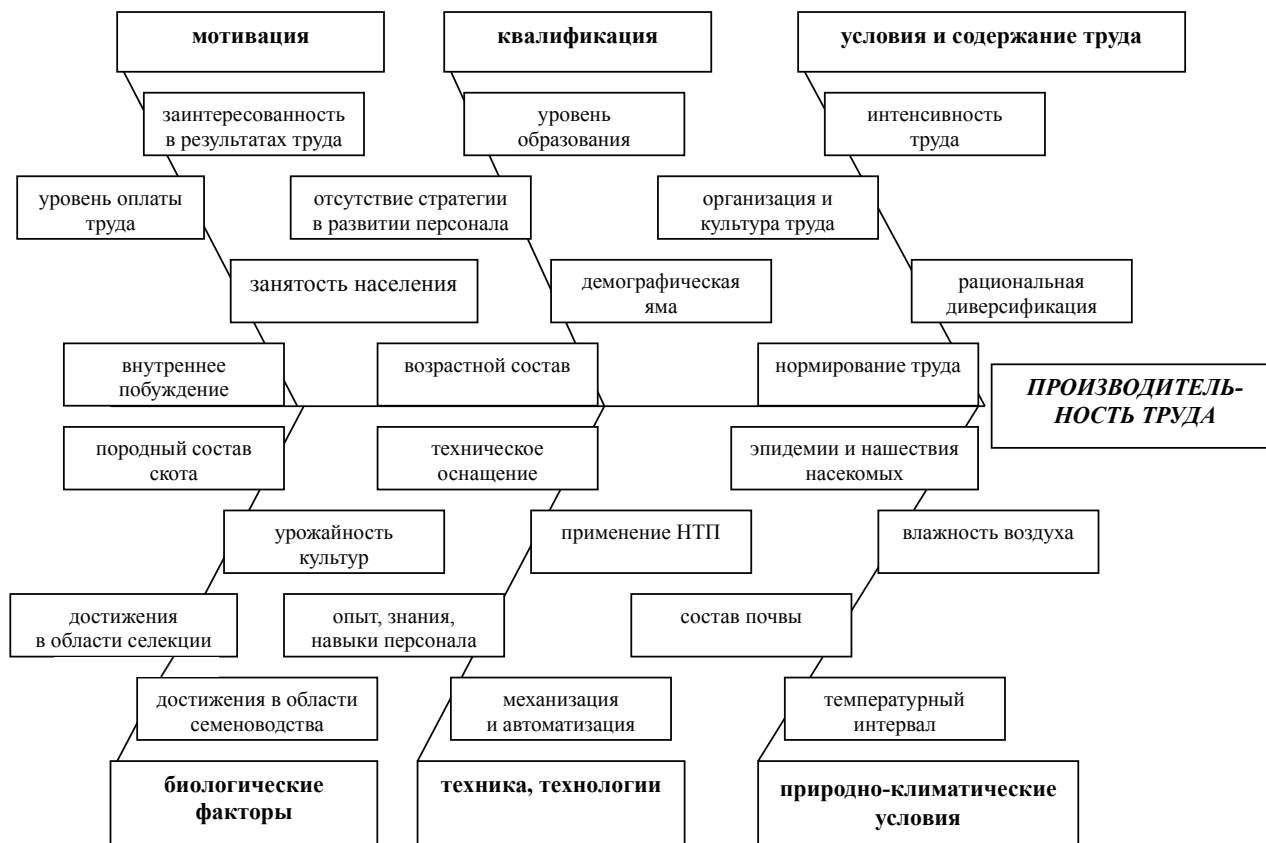 мотивация
квалификация
условия и содержание труда
заинтересованность
в результатах труда
уровень
образования
интенсивность
труда
уровень оплаты
труда
отсутствие стратегии
в развитии персонала
организация и
культура труда
занятость населения
демографическая
яма
рациональная
диверсификация
внутреннее
побуждение
возрастной состав
нормирование труда
ПРОИЗВОДИТЕЛЬ-
НОСТЬ ТРУДА
породный состав
скота
техническое
оснащение
эпидемии и нашествия
насекомых
урожайность
культур
применение НТП
влажность воздуха
достижения
в области селекции
опыт, знания,
навыки персонала
состав почвы
достижения в области
семеноводства
механизация
и автоматизация
температурный
интервал
биологические
факторы
техника, технологии
природно-климатические
условия